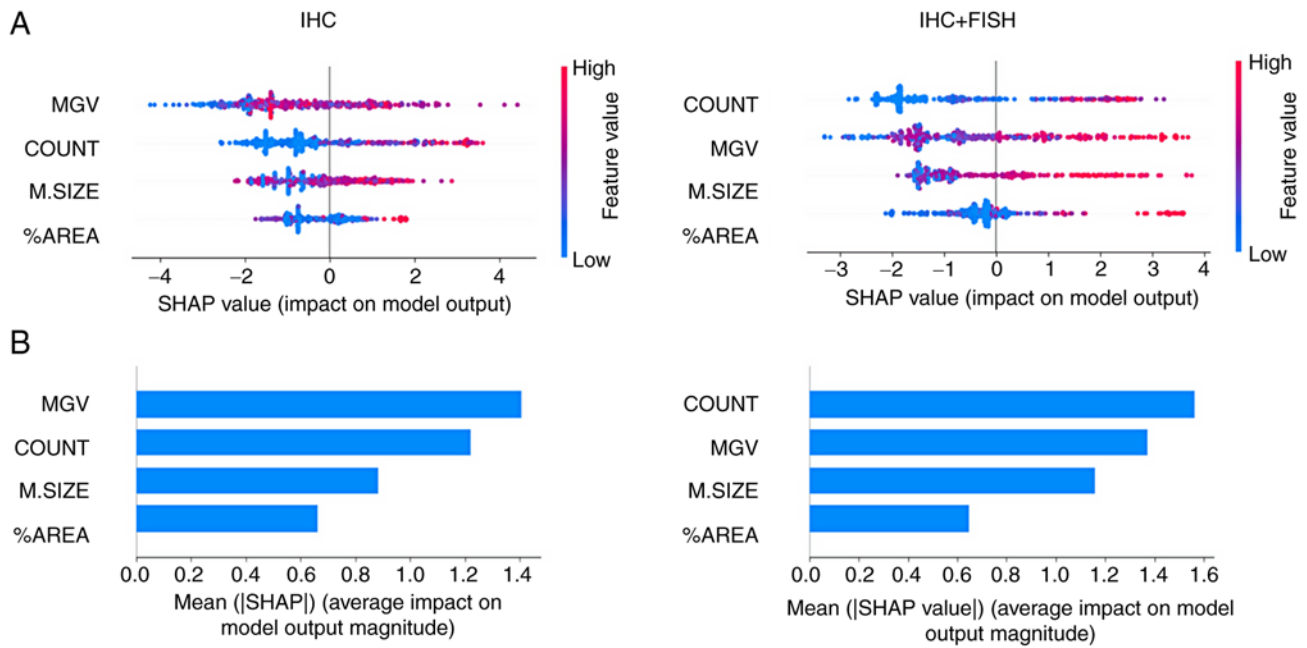 A
IHC
IHC+FISH
MGV
COUNT
M.SIZE
%AREA
High
Feature value
Low
−4 −2 0 2 4
SHAP value (impact on model output)
COUNT
MGV
M.SIZE
%AREA
High
Feature value
Low
−3 −2 −1 0 1 2 3 4
SHAP value (impact on model output)
B
MGV
COUNT
M.SIZE
%AREA
0.0 0.2 0.4 0.6 0.8 1.0 1.2 1.4
Mean (|SHAP|) (average impact on
model output magnitude)
COUNT
MGV
M.SIZE
%AREA
0.0 0.2 0.4 0.6 0.8 1.0 1.2 1.4 1.6
Mean (|SHAP value|) (average impact on model
output magnitude)